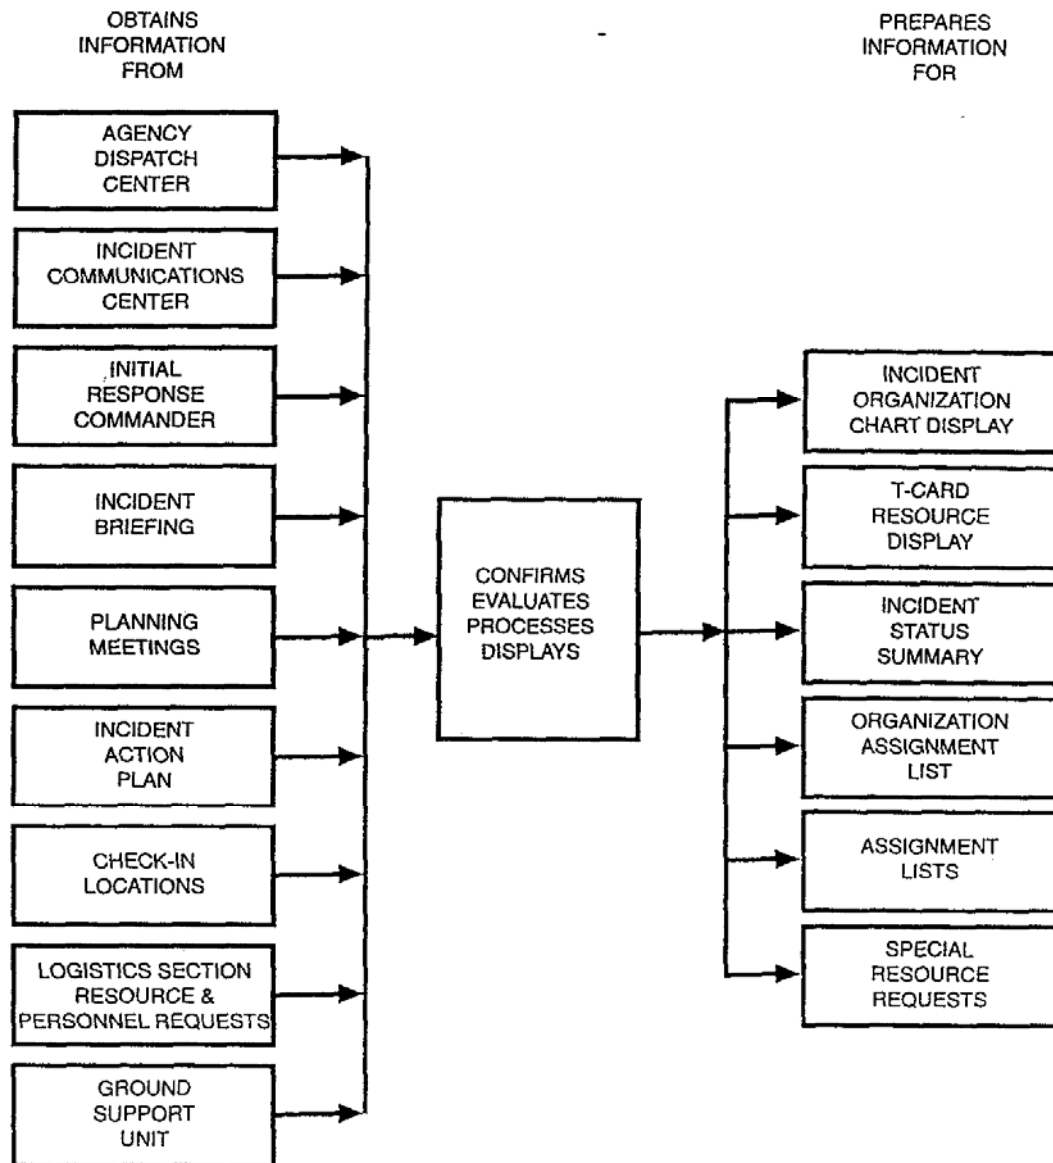 OBTAINS
INFORMATION
FROM
AGENCY
DISPATCH
CENTER
INCIDENT
COMMUNICATIONS
CENTER
INITIAL
RESPONSE
COMMANDER
INCIDENT
BRIEFING
PLANNING
MEETINGS
INCIDENT
ACTION
PLAN
CHECK-IN
LOCATIONS
LOGISTICS SECTION
RESOURCE &
PERSONNEL REQUESTS
GROUND
SUPPORT
UNIT
CONFIRMS
EVALUATES
PROCESSES
DISPLAYS
PREPARES
INFORMATION
FOR
INCIDENT
ORGANIZATION
CHART DISPLAY
T-CARD
RESOURCE
DISPLAY
INCIDENT
STATUS
SUMMARY
ORGANIZATION
ASSIGNMENT
LIST
ASSIGNMENT
LISTS
SPECIAL
RESOURCE
REQUESTS